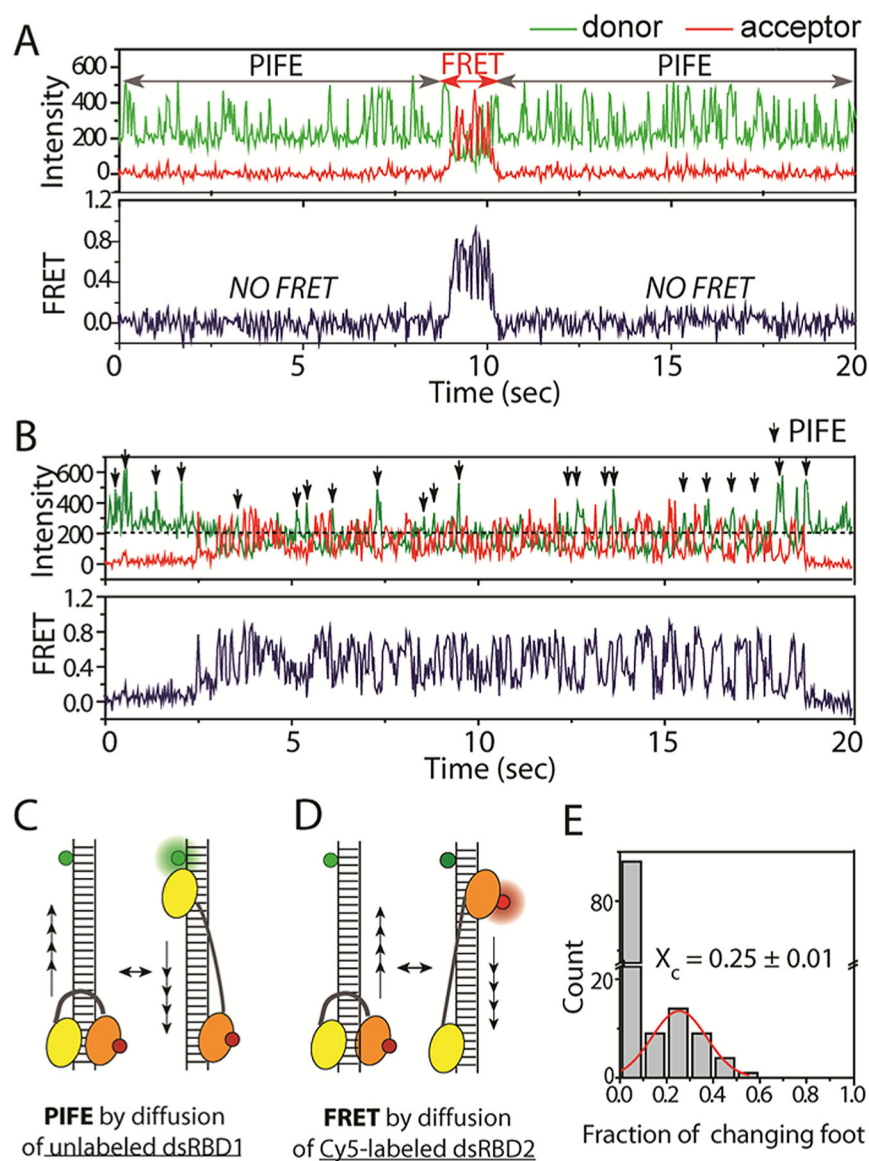 A
donor
acceptor
PIFE
FRET
PIFE
600
400
200
0
Intensity
1.2
0.8
0.4
0.0
FRET
NO FRET
NO FRET
0
5
10
15
20
Time (sec)
B
PIFE
600
400
200
0
Intensity
1.2
0.8
0.4
0.0
FRET
0
5
10
15
20
Time (sec)
C
D
E
80
20
0
Count
X_c = 0.25 ± 0.01
0.0
0.2
0.4
0.6
0.8
1.0
Fraction of changing foot
PIFE by diffusion
of unlabeled dsRBD1
FRET by diffusion
of Cy5-labeled dsRBD2